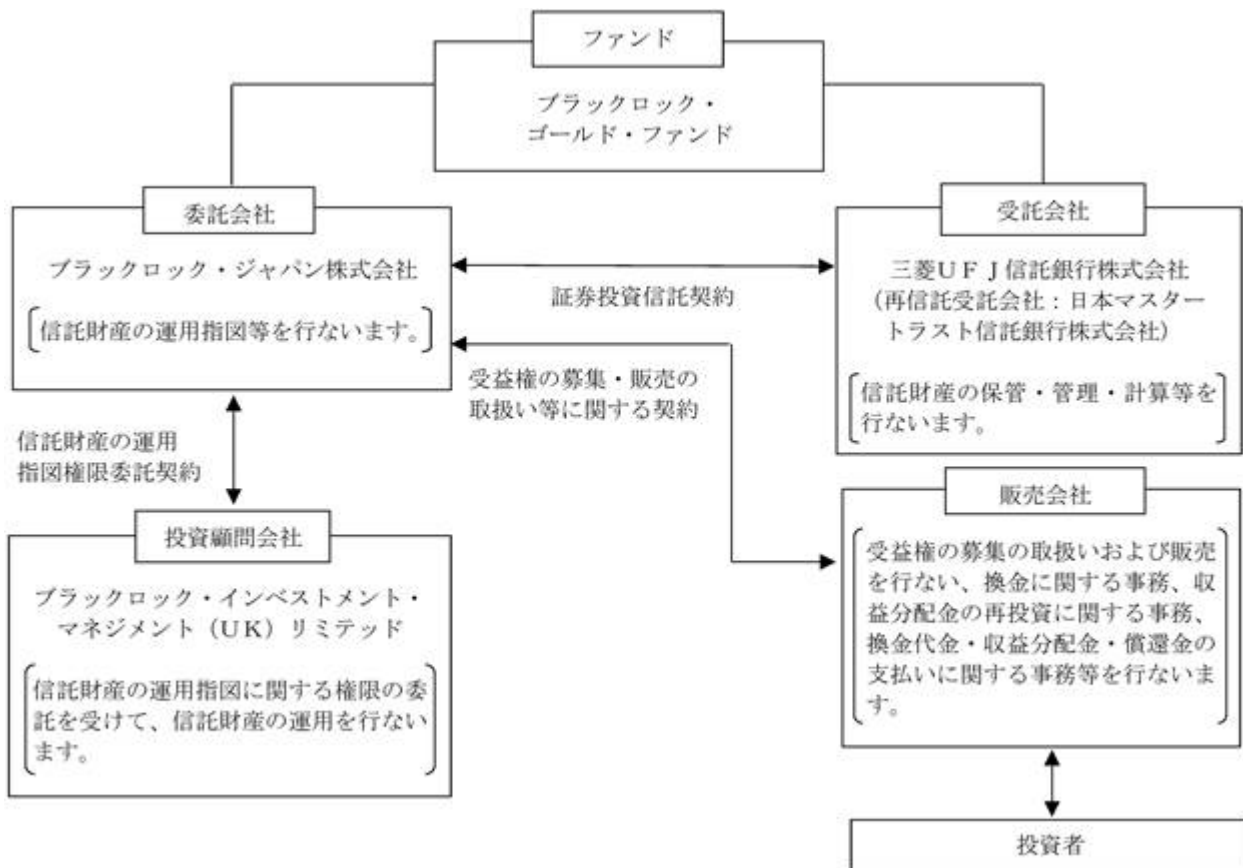 ファンド
ブラックロック・
ゴールド・ファンド
委託会社
ブラックロック・ジャパン株式会社
信託財産の運用指図等を行ないます。
証券投資信託契約
受託会社
三菱ＵＦＪ信託銀行株式会社
（再信託受託会社：日本マスター
トラスト信託銀行株式会社）
信託財産の保管・管理・計算等を
行ないます。
受益権の募集・販売の
取扱い等に関する契約
信託財産の運用
指図権限委託契約
投資顧問会社
ブラックロック・インベストメント・
マネジメント（ＵＫ）リミテッド
信託財産の運用指図に関する権限の委
託を受けて、信託財産の運用を行ない
ます。
販売会社
受益権の募集の取扱いおよび販売
を行ない、換金に関する事務、収
益分配金の再投資に関する事務、
換金代金・収益分配金・償還金の
支払いに関する事務等を行ないま
す。
投資者